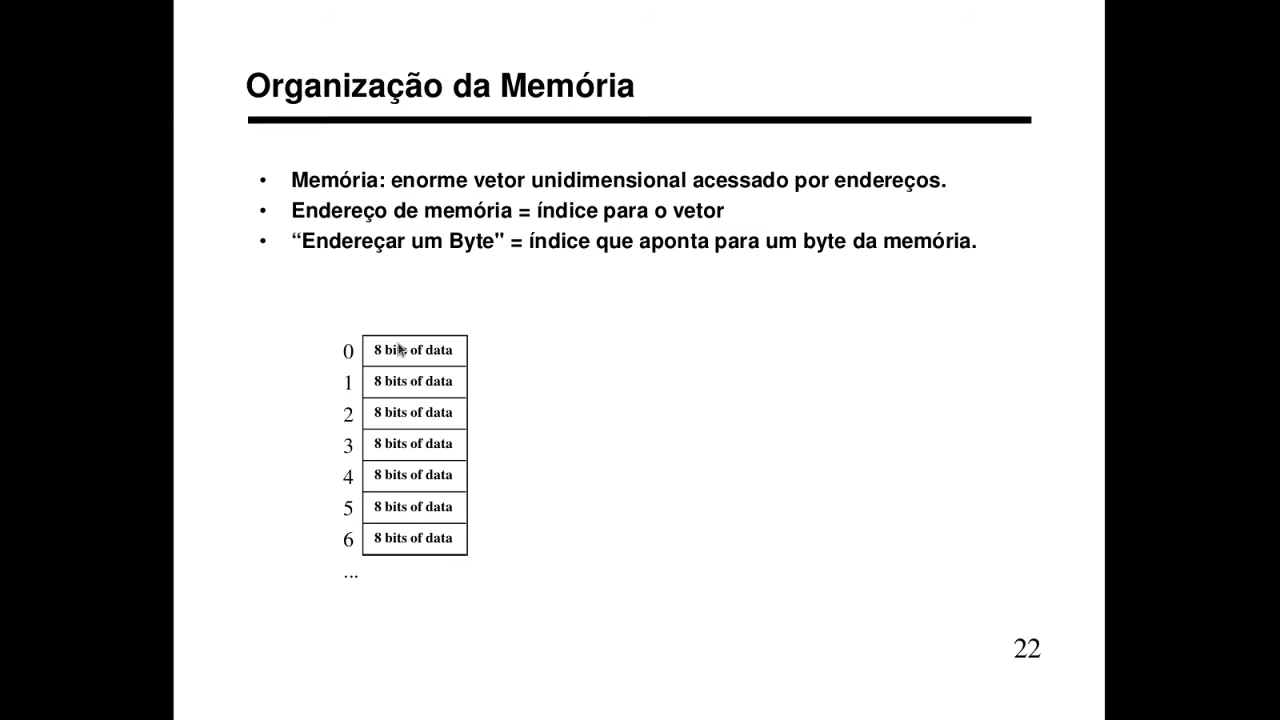 Organização da Memória
• Memória: enorme vetor unidimensional acessado por endereços.
• Endereço de memória = índice para o vetor
• “Endereçar um Byte" = índice que aponta para um byte da memória.
0 8 bits of data
1 8 bits of data
2 8 bits of data
3 8 bits of data
4 8 bits of data
5 8 bits of data
6 8 bits of data
...
22